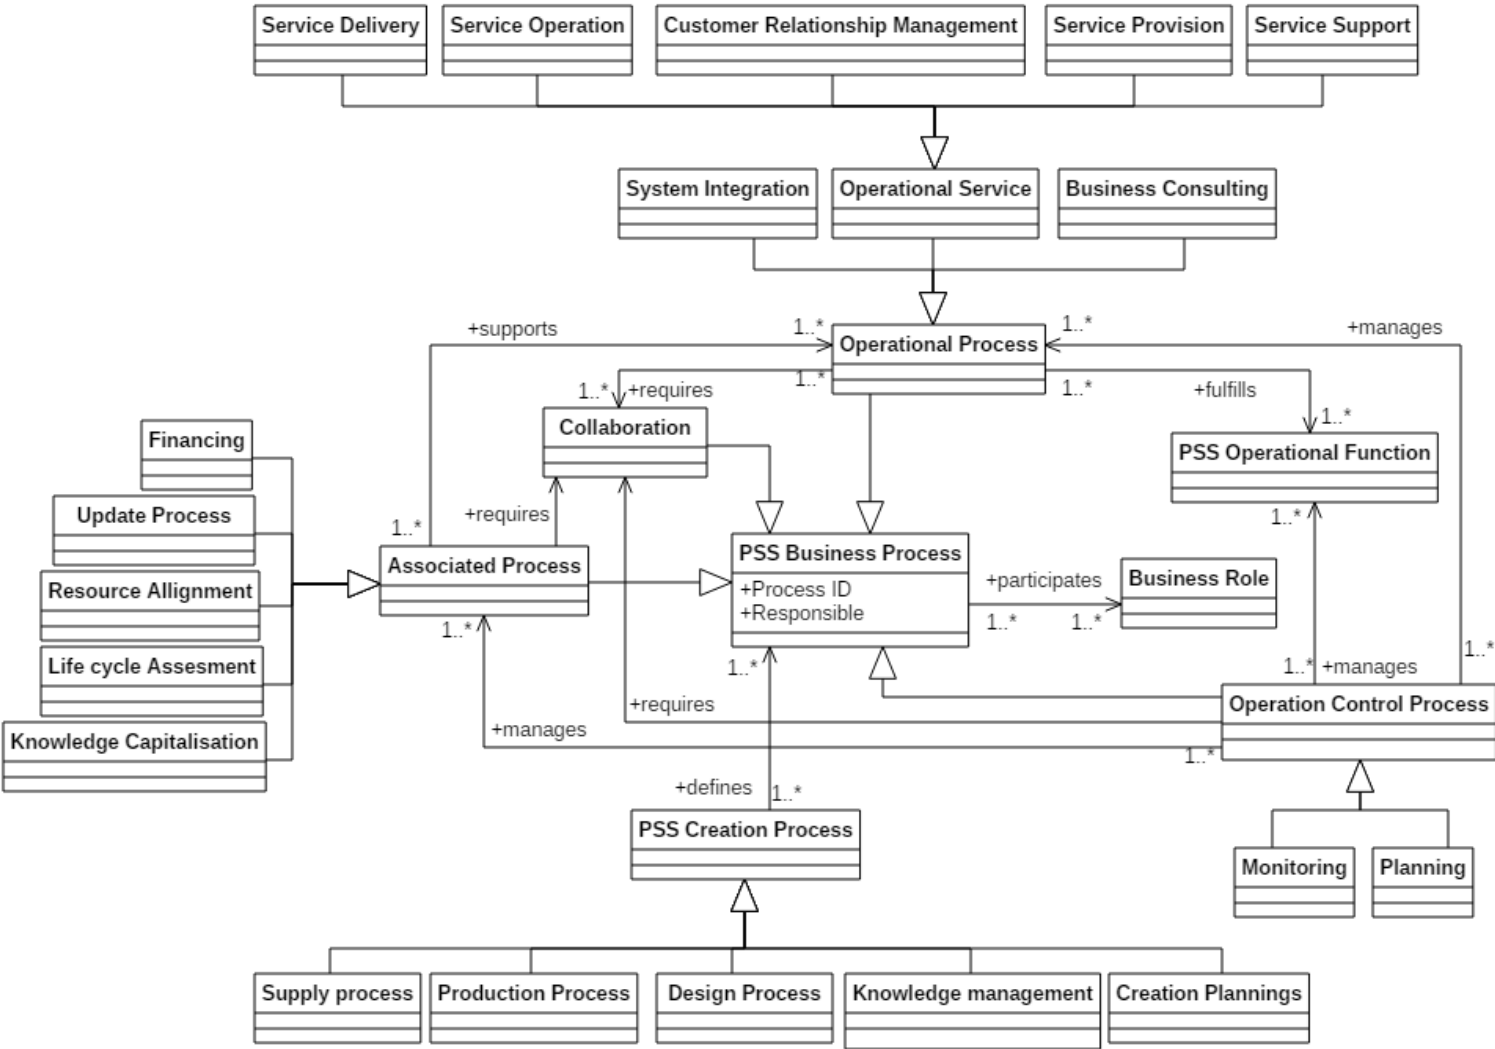 Service Delivery
Service Operation
Customer Relationship Management
Service Provision
Service Support
System Integration
Operational Service
Business Consulting
+supports
1..*
1..*
+manages
Operational Process
1..*
+requires
1..*
1..*
+fulfills
1..*
Collaboration
Financing
PSS Operational Function
Update Process
1..*
+requires
1..*
Associated Process
PSS Business Process
+Process ID
+Responsible
+participates
1..*
1..*
Business Role
Resource Allignment
1..*
Life cycle Assesment
1..*
1..*
+manages
1..*
Knowledge Capitalisation
+manages
+requires
Operation Control Process
1..*
+defines
1..*
PSS Creation Process
Monitoring
Planning
Supply process
Production Process
Design Process
Knowledge management
Creation Plannings